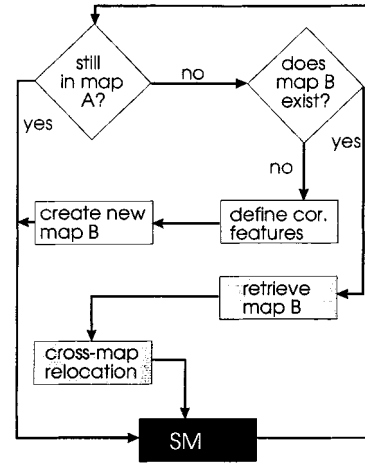 still
in map
A?
no
does
map B
exist?
yes
yes
no
create new
map B
define cor.
features
retrieve
map B
cross-map
relocation
SM